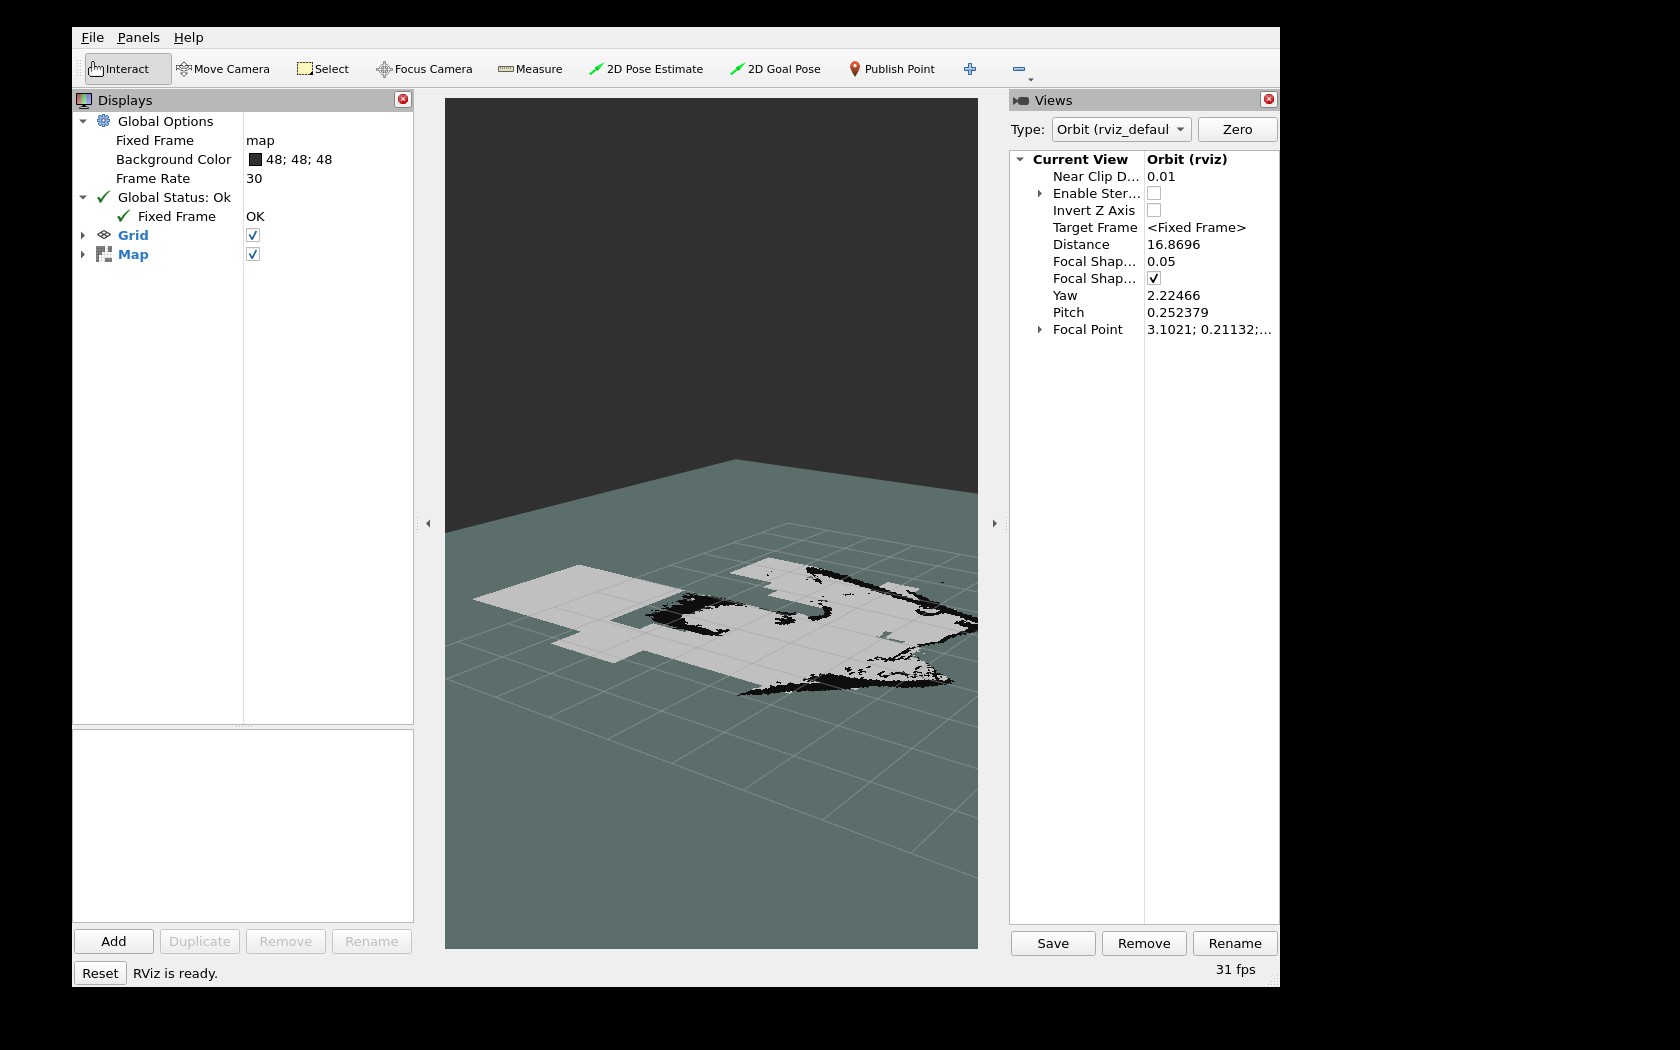 File Panels Help
Interact Move Camera Select Focus Camera Measure 2D Pose Estimate 2D Goal Pose Publish Point
Displays
Global Options
Fixed Frame map
Background Color 48; 48; 48
Frame Rate 30
Global Status: Ok
Fixed Frame OK
Grid
Map
Add Duplicate Remove Rename
Reset RViz is ready.
Views
Type: Orbit (rviz_defaul Zero
Current View Orbit (rviz)
Near Clip D... 0.01
Enable Ster...
Invert Z Axis
Target Frame <Fixed Frame>
Distance 16.8696
Focal Shap... 0.05
Focal Shap...
Yaw 2.22466
Pitch 0.252379
Focal Point 3.1021; 0.21132;...
Save Remove Rename
31 fps